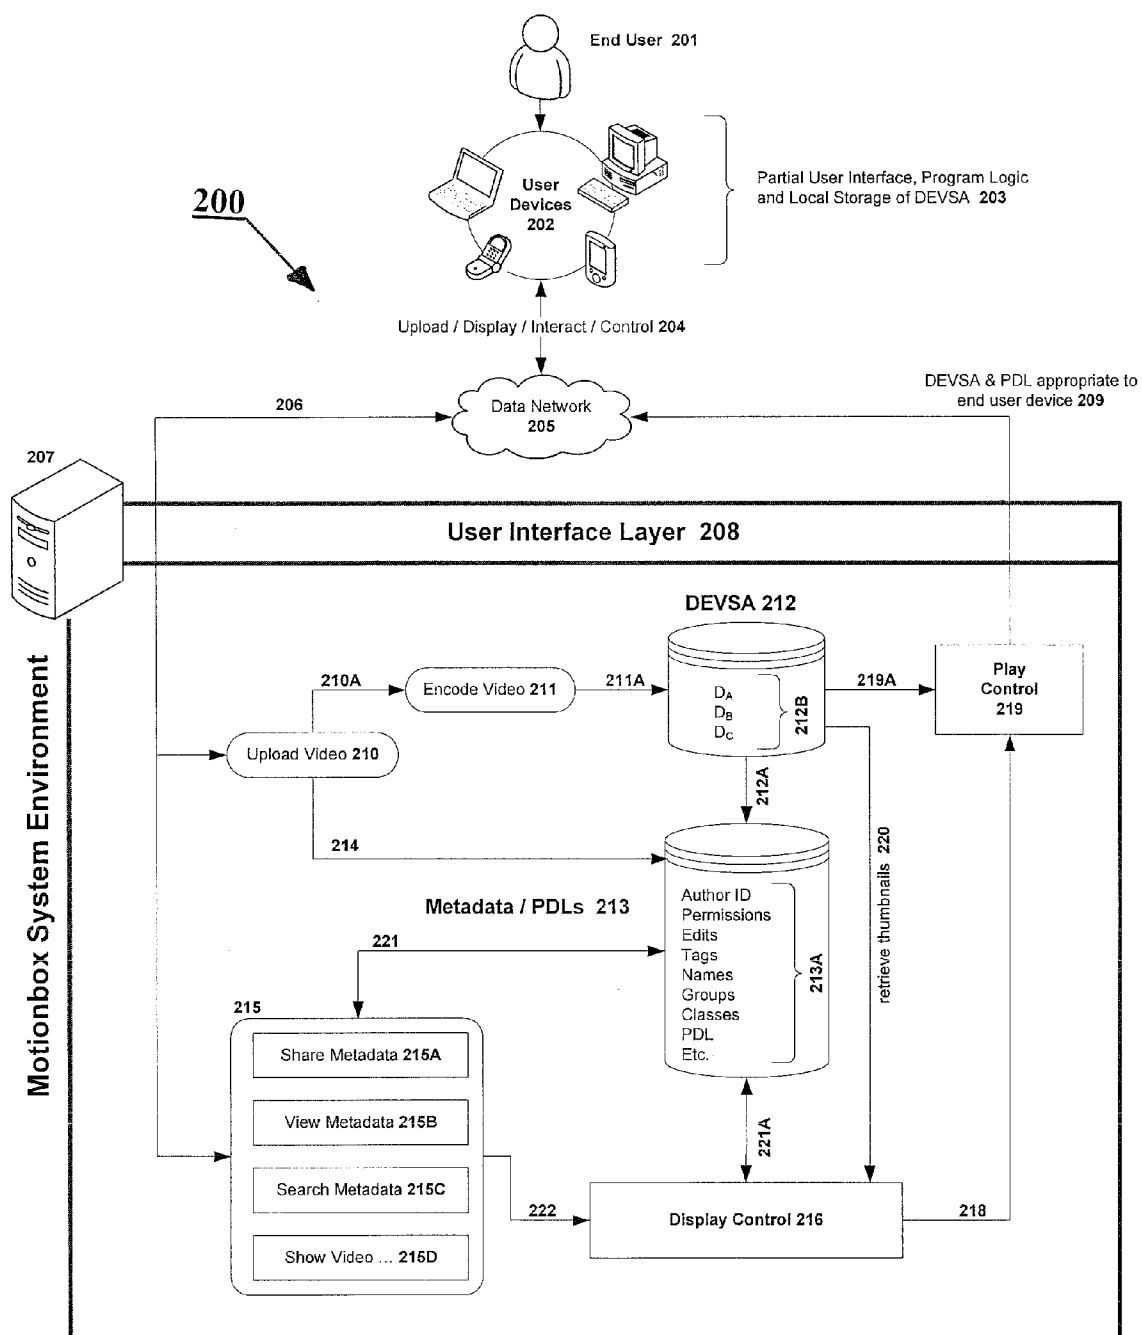 End User 201
User
Devices
202
Partial User Interface, Program Logic
and Local Storage of DEVSA 203
200
Upload / Display / Interact / Control 204
DEVSA & PDL appropriate to
end user device 209
206
Data Network
205
207
User Interface Layer 208
Motionbox System Environment
DEVSA 212
210A
Encode Video 211
211A
DA
DB
DC
212B
219A
Play
Control
219
Upload Video 210
212A
214
retrieve thumbnails 220
Metadata / PDLs 213
Author ID
Permissions
Edits
Tags
Names
Groups
Classes
PDL
Etc.
213A
221
215
Share Metadata 215A
View Metadata 215B
Search Metadata 215C
Show Video ... 215D
221A
222
Display Control 216
218